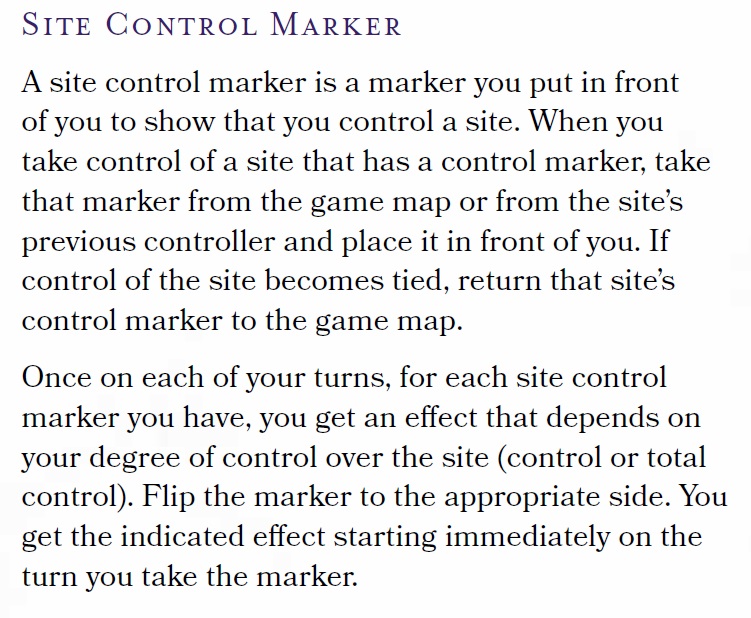 SITE CONTROL MARKER
A site control marker is a marker you put in front
of you to show that you control a site. When you
take control of a site that has a control marker, take
that marker from the game map or from the site’s
previous controller and place it in front of you. If
control of the site becomes tied, return that site’s
control marker to the game map.
Once on each of your turns, for each site control
marker you have, you get an effect that depends on
your degree of control over the site (control or total
control). Flip the marker to the appropriate side. You
get the indicated effect starting immediately on the
turn you take the marker.